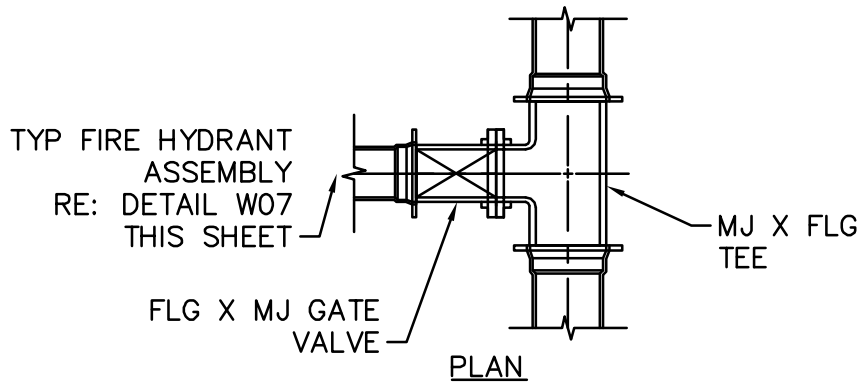 TYP FIRE HYDRANT
ASSEMBLY
RE: DETAIL W07
THIS SHEET
MJ X FLG
TEE
FLG X MJ GATE
VALVE
PLAN